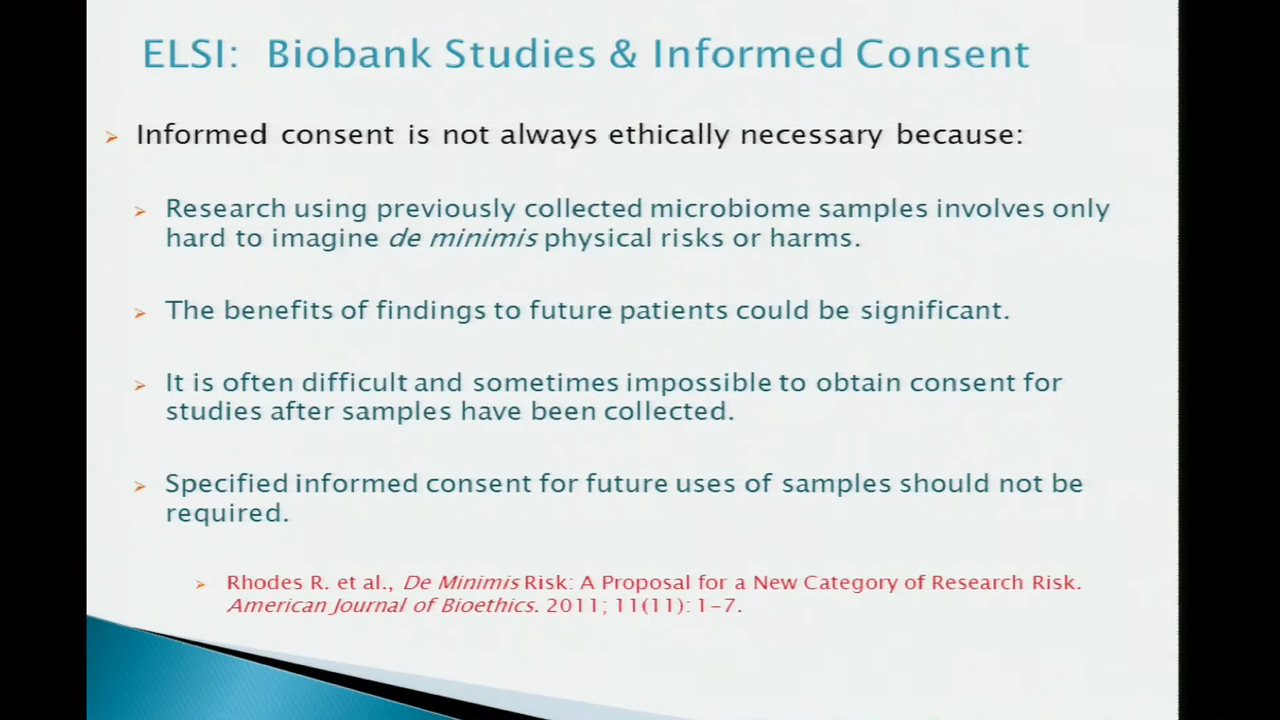 ELSI: Biobank Studies & Informed Consent
Informed consent is not always ethically necessary because:
Research using previously collected microbiome samples involves only
hard to imagine de minimis physical risks or harms.
The benefits of findings to future patients could be significant.
It is often difficult and sometimes impossible to obtain consent for
studies after samples have been collected.
Specified informed consent for future uses of samples should not be
required.
Rhodes R. et al., De Minimis Risk: A Proposal for a New Category of Research Risk.
American Journal of Bioethics. 2011; 11(11): 1-7.